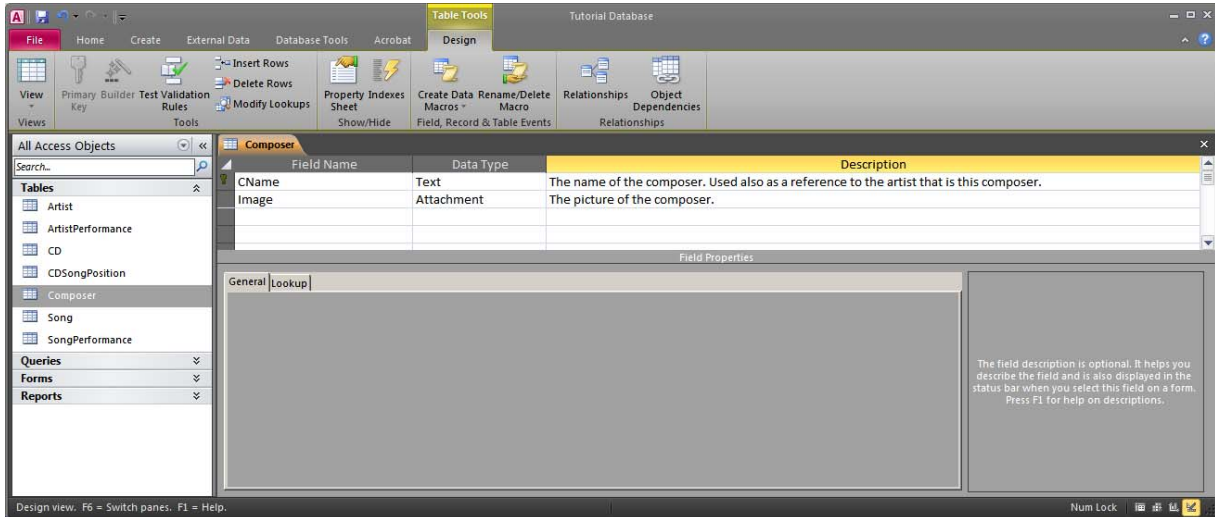 A
Table Tools
Tutorial Database
File Home Create External Data Database Tools Acrobat Design
View
Views
Primary Key
Builder
Test Validation Rules
Insert Rows
Delete Rows
Modify Lookups
Tools
Property Sheet
Indexes
Show/Hide
Create Data Macros
Rename/Delete Macro
Field, Record & Table Events
Relationships
Object Dependencies
Relationships
All Access Objects
Search...
Tables
Artist
ArtistPerformance
CD
CDSongPosition
Composer
Song
SongPerformance
Queries
Forms
Reports
Composer
Field Name Data Type Description
CName Text The name of the composer. Used also as a reference to the artist that is this composer.
Image Attachment The picture of the composer.
Field Properties
General Lookup
The field description is optional. It helps you
describe the field and is also displayed in the
status bar when you select this field on a form.
Press F1 for help on descriptions.
Design view. F6 = Switch panes. F1 = Help.
Num Lock